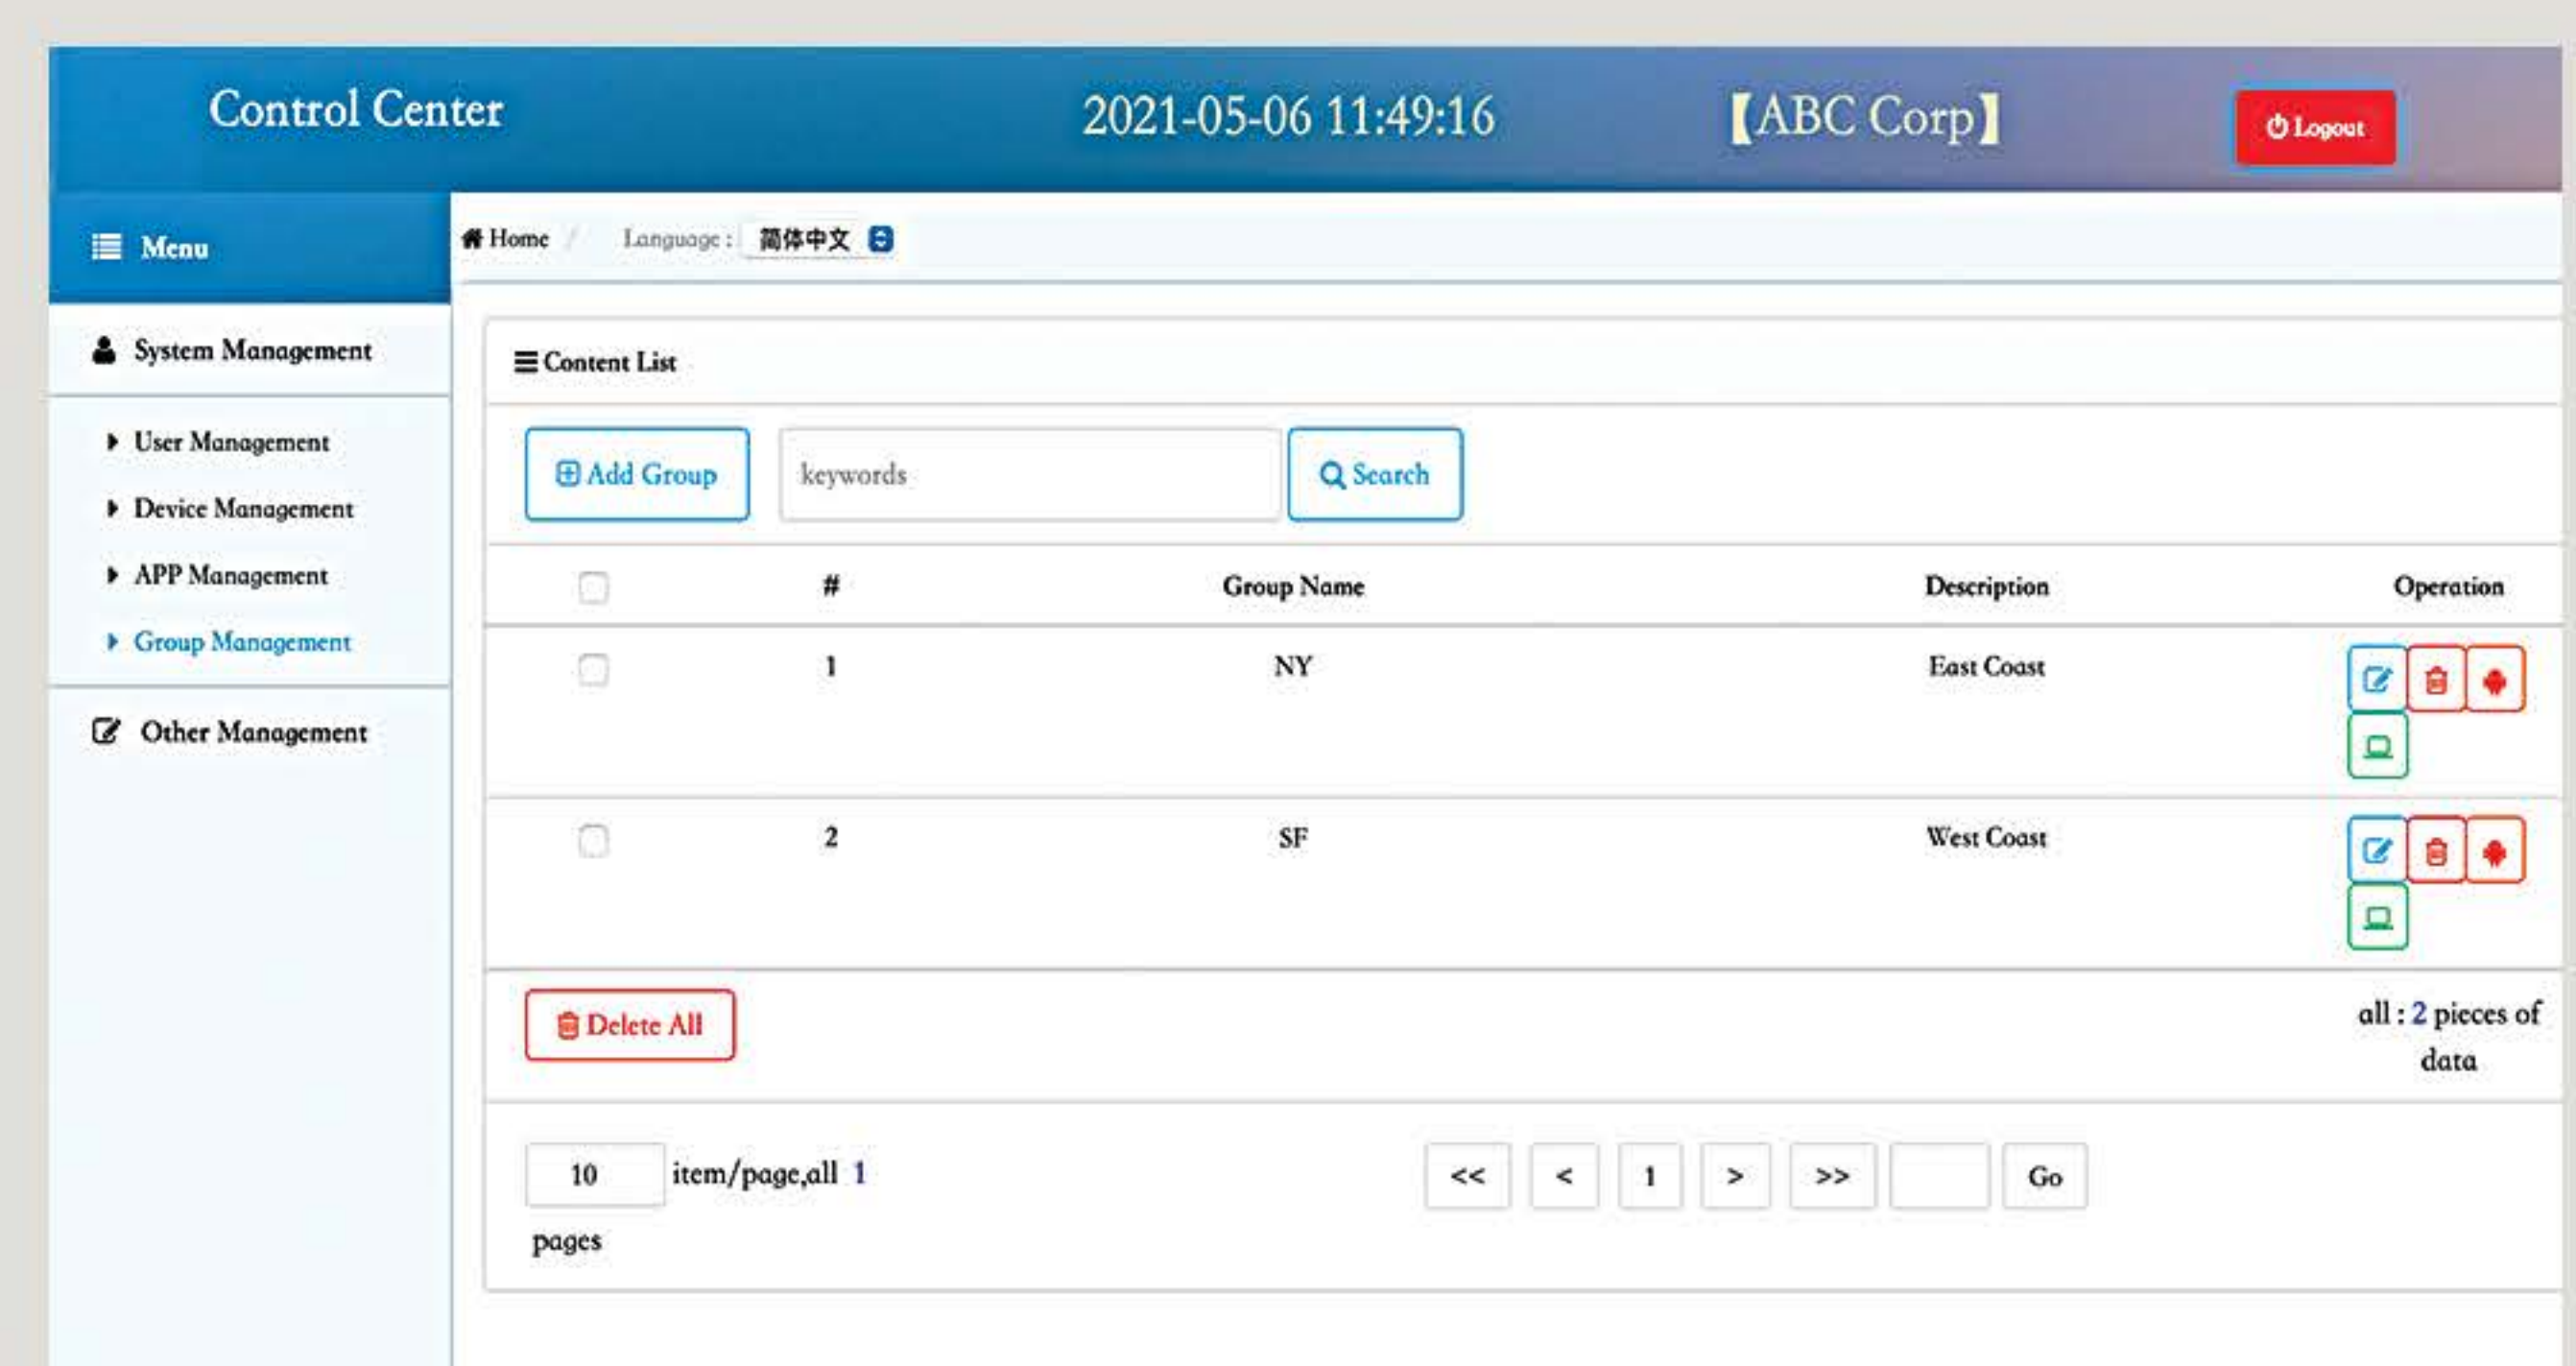 Control Center
2021-05-06 11:49:16
【ABC Corp】
Logout
Menu
Home / Language : 简体中文
System Management
User Management
Device Management
APP Management
Group Management
Other Management
Content List
Add Group
keywords
Search
# Group Name Description Operation
1 NY East Coast
2 SF West Coast
Delete All
all : 2 pieces of
data
10 item/page,all 1
pages
<< < 1 > >> Go